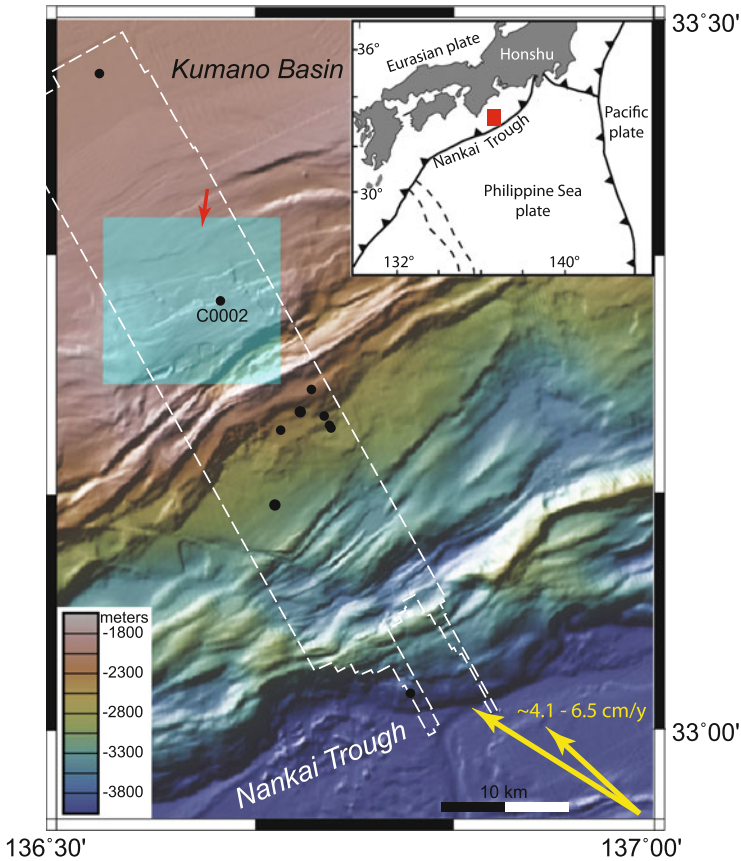 33˚30'
Kumano Basin
36°
Eurasian plate
Honshu
Pacific
plate
Nankai Trough
30°
Philippine Sea
plate
132°
140°
C0002
meters
-1800
-2300
-2800
-3300
-3800
~4.1 - 6.5 cm/y
33˚00'
Nankai Trough
10 km
136˚30'
137˚00'